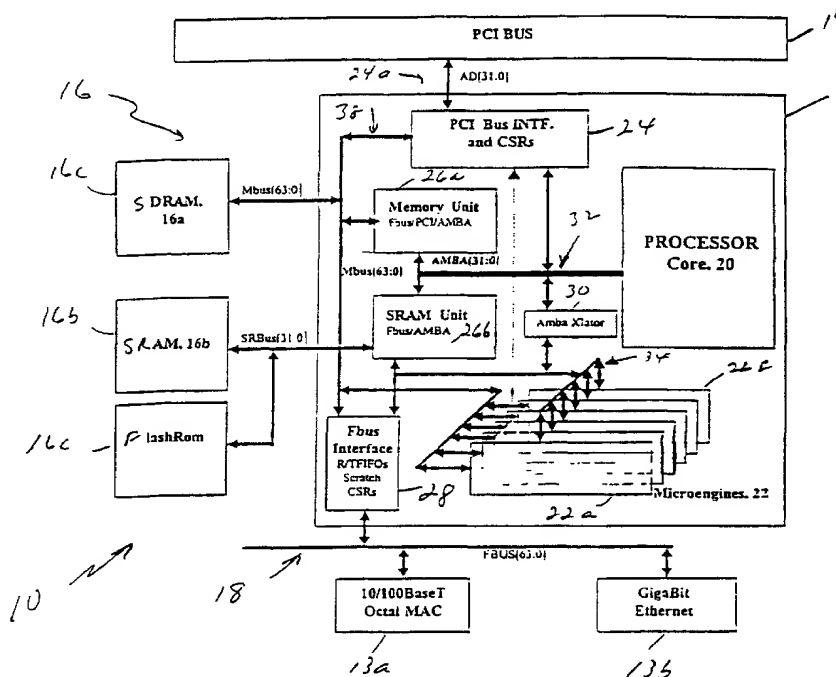 PCI BUS
24a
AD[31:0]
16
38
PCI Bus INTF.
and CSRs
24
16c
26a
SDRAM.
16a
Mbus(63:0)
Memory Unit
Fbus/PCI/AMBA
32
PROCESSOR
Core. 20
AMBA(31:0)
Mbus(63:0)
30
16b
SRAM Unit
Fbus/AMBA
26b
Amba Xlator
SRAM. 16b
SRBus(31:0)
34
22f
16c
FlashRom
Fbus
Interface
R/TFIFOs
Scratch
CSRs
28
Microengines. 22
22a
10
18
FBUS(63:0)
10/100BaseT
Octal MAC
GigaBit
Ethernet
13a
13b